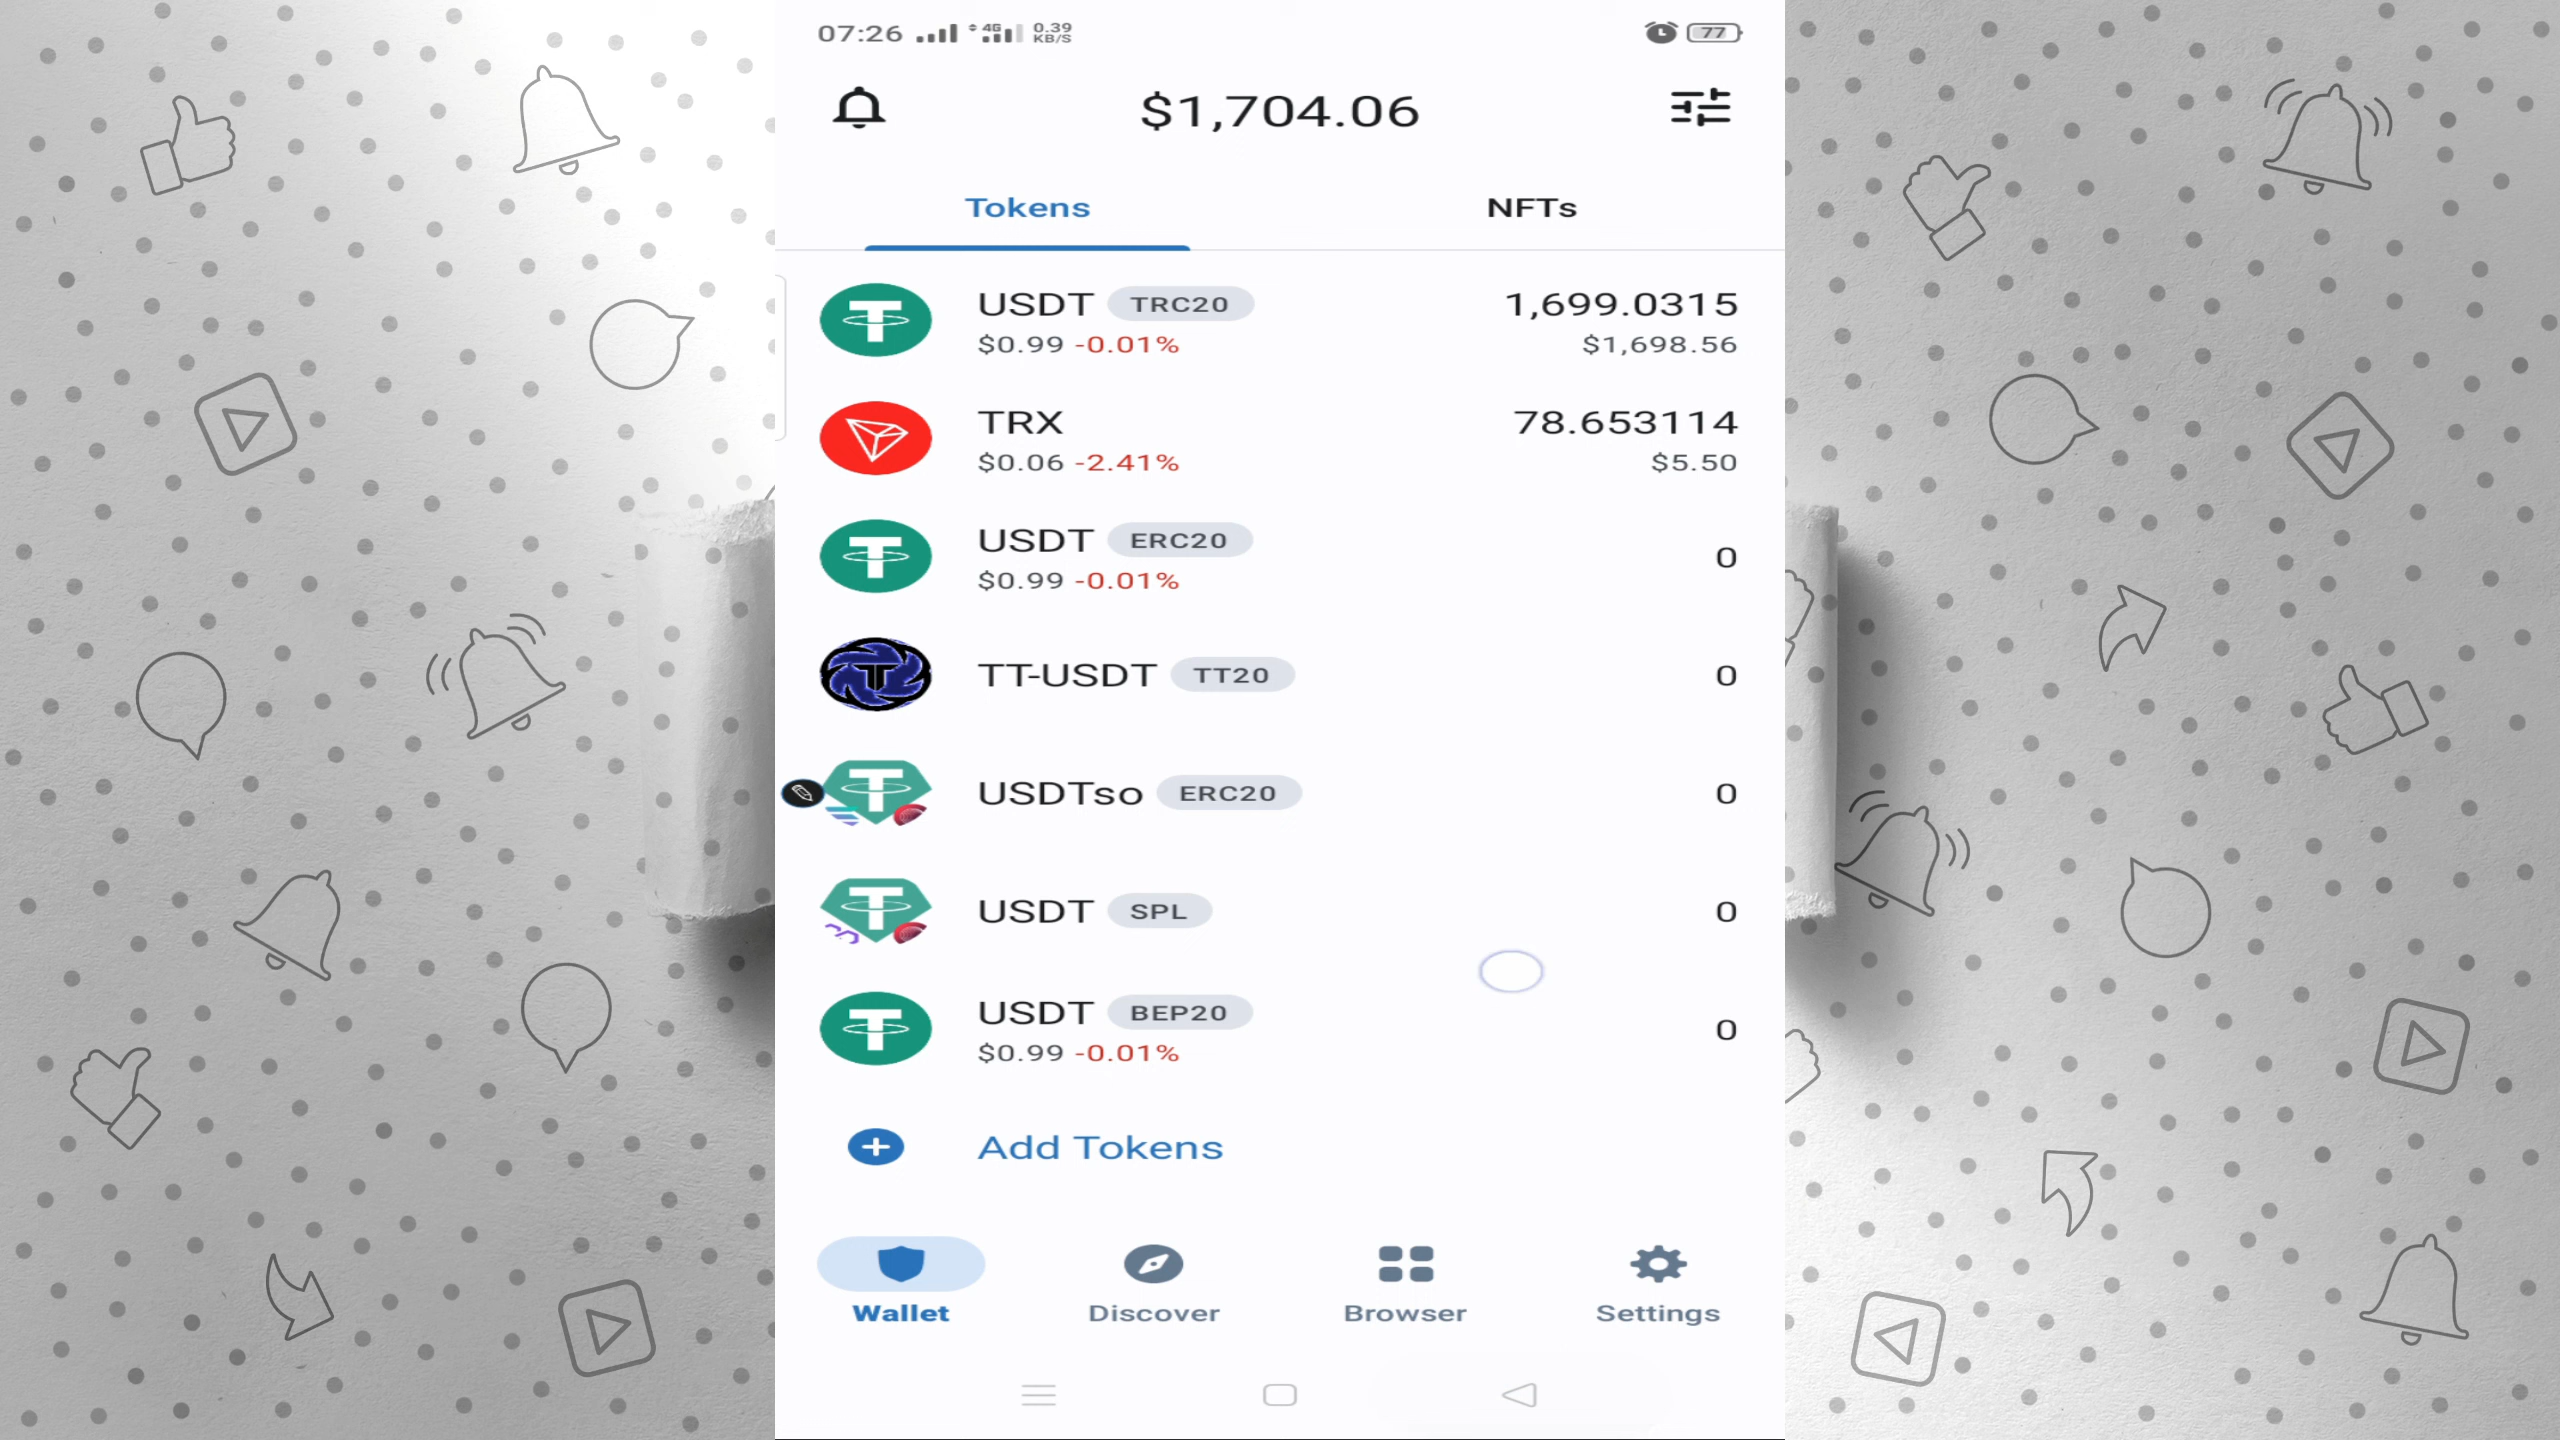 07:26 4G 0.39 KB/S 77
$1,704.06
Tokens NFTs
USDT TRC20 1,699.0315
$0.99 -0.01% $1,698.56
TRX 78.653114
$0.06 -2.41% $5.50
USDT ERC20 0
$0.99 -0.01%
TT-USDT TT20 0
USDTso ERC20 0
USDT SPL 0
USDT BEP20 0
$0.99 -0.01%
Add Tokens
Wallet Discover Browser Settings